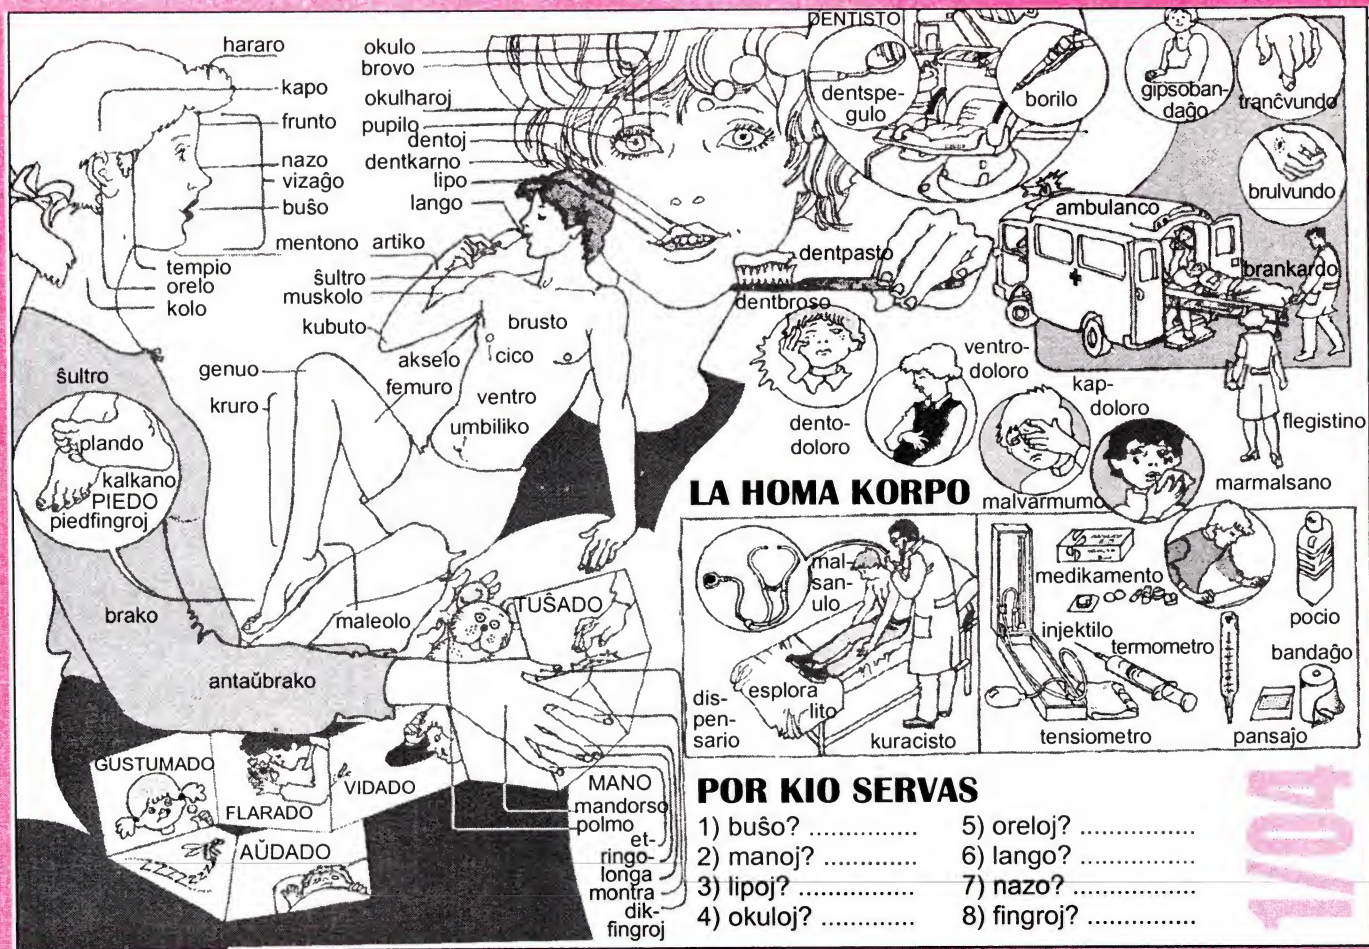 hararo
kapo
frunto
nazo
vizaĝo
buŝo
mentono
tempio
orelo
kolo
okulo
brovo
okulharoj
pupilo
dentoj
dentkarno
lipo
lango
artiko
ŝultro
muskolo
kubuto
akselo
femuro
genuo
kruro
brusto
cico
ventro
umbiliko
ŝultro
plando
kalkano
PIEDO
piedfingroj
brako
maleolo
antaŭbrako
TUŜADO
GUSTUMADO
FLARADO
VIDADO
AŬDADO
ZZZZZZZ
MANO
mandorso
polmo
et-
ringo-
longa
montra
dik-
fingroj
DENTISTO
dentspe-
gulo
borilo
gipsoban-
daĝo
tranĉvundo
brulvundo
ambulanco
brankardo
dentpasto
dentbroso
dento-
doloro
ventro-
doloro
kap-
doloro
flegistino
malvarmumo
marmalsano
LA HOMA KORPO
mal-
san-
ulo
esplora
lito
dis-
pen-
sario
kuracisto
medikamento
injektilo
termometro
tensiometro
pocio
bandaĝo
pansaĵo
POR KIO SERVAS
1) buŝo? ...............
2) manoj? .............
3) lipoj? ................
4) okuloj? .............
5) oreloj? ................
6) lango? ................
7) nazo? .................
8) fingroj? ...............
1/04